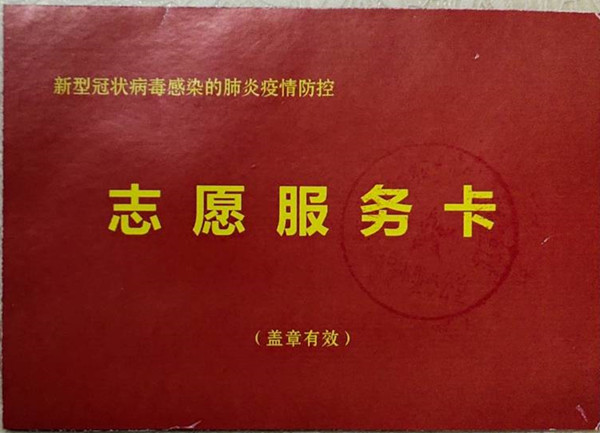 新型冠状病毒感染的肺炎疫情防控
志愿服务卡
（盖章有效）